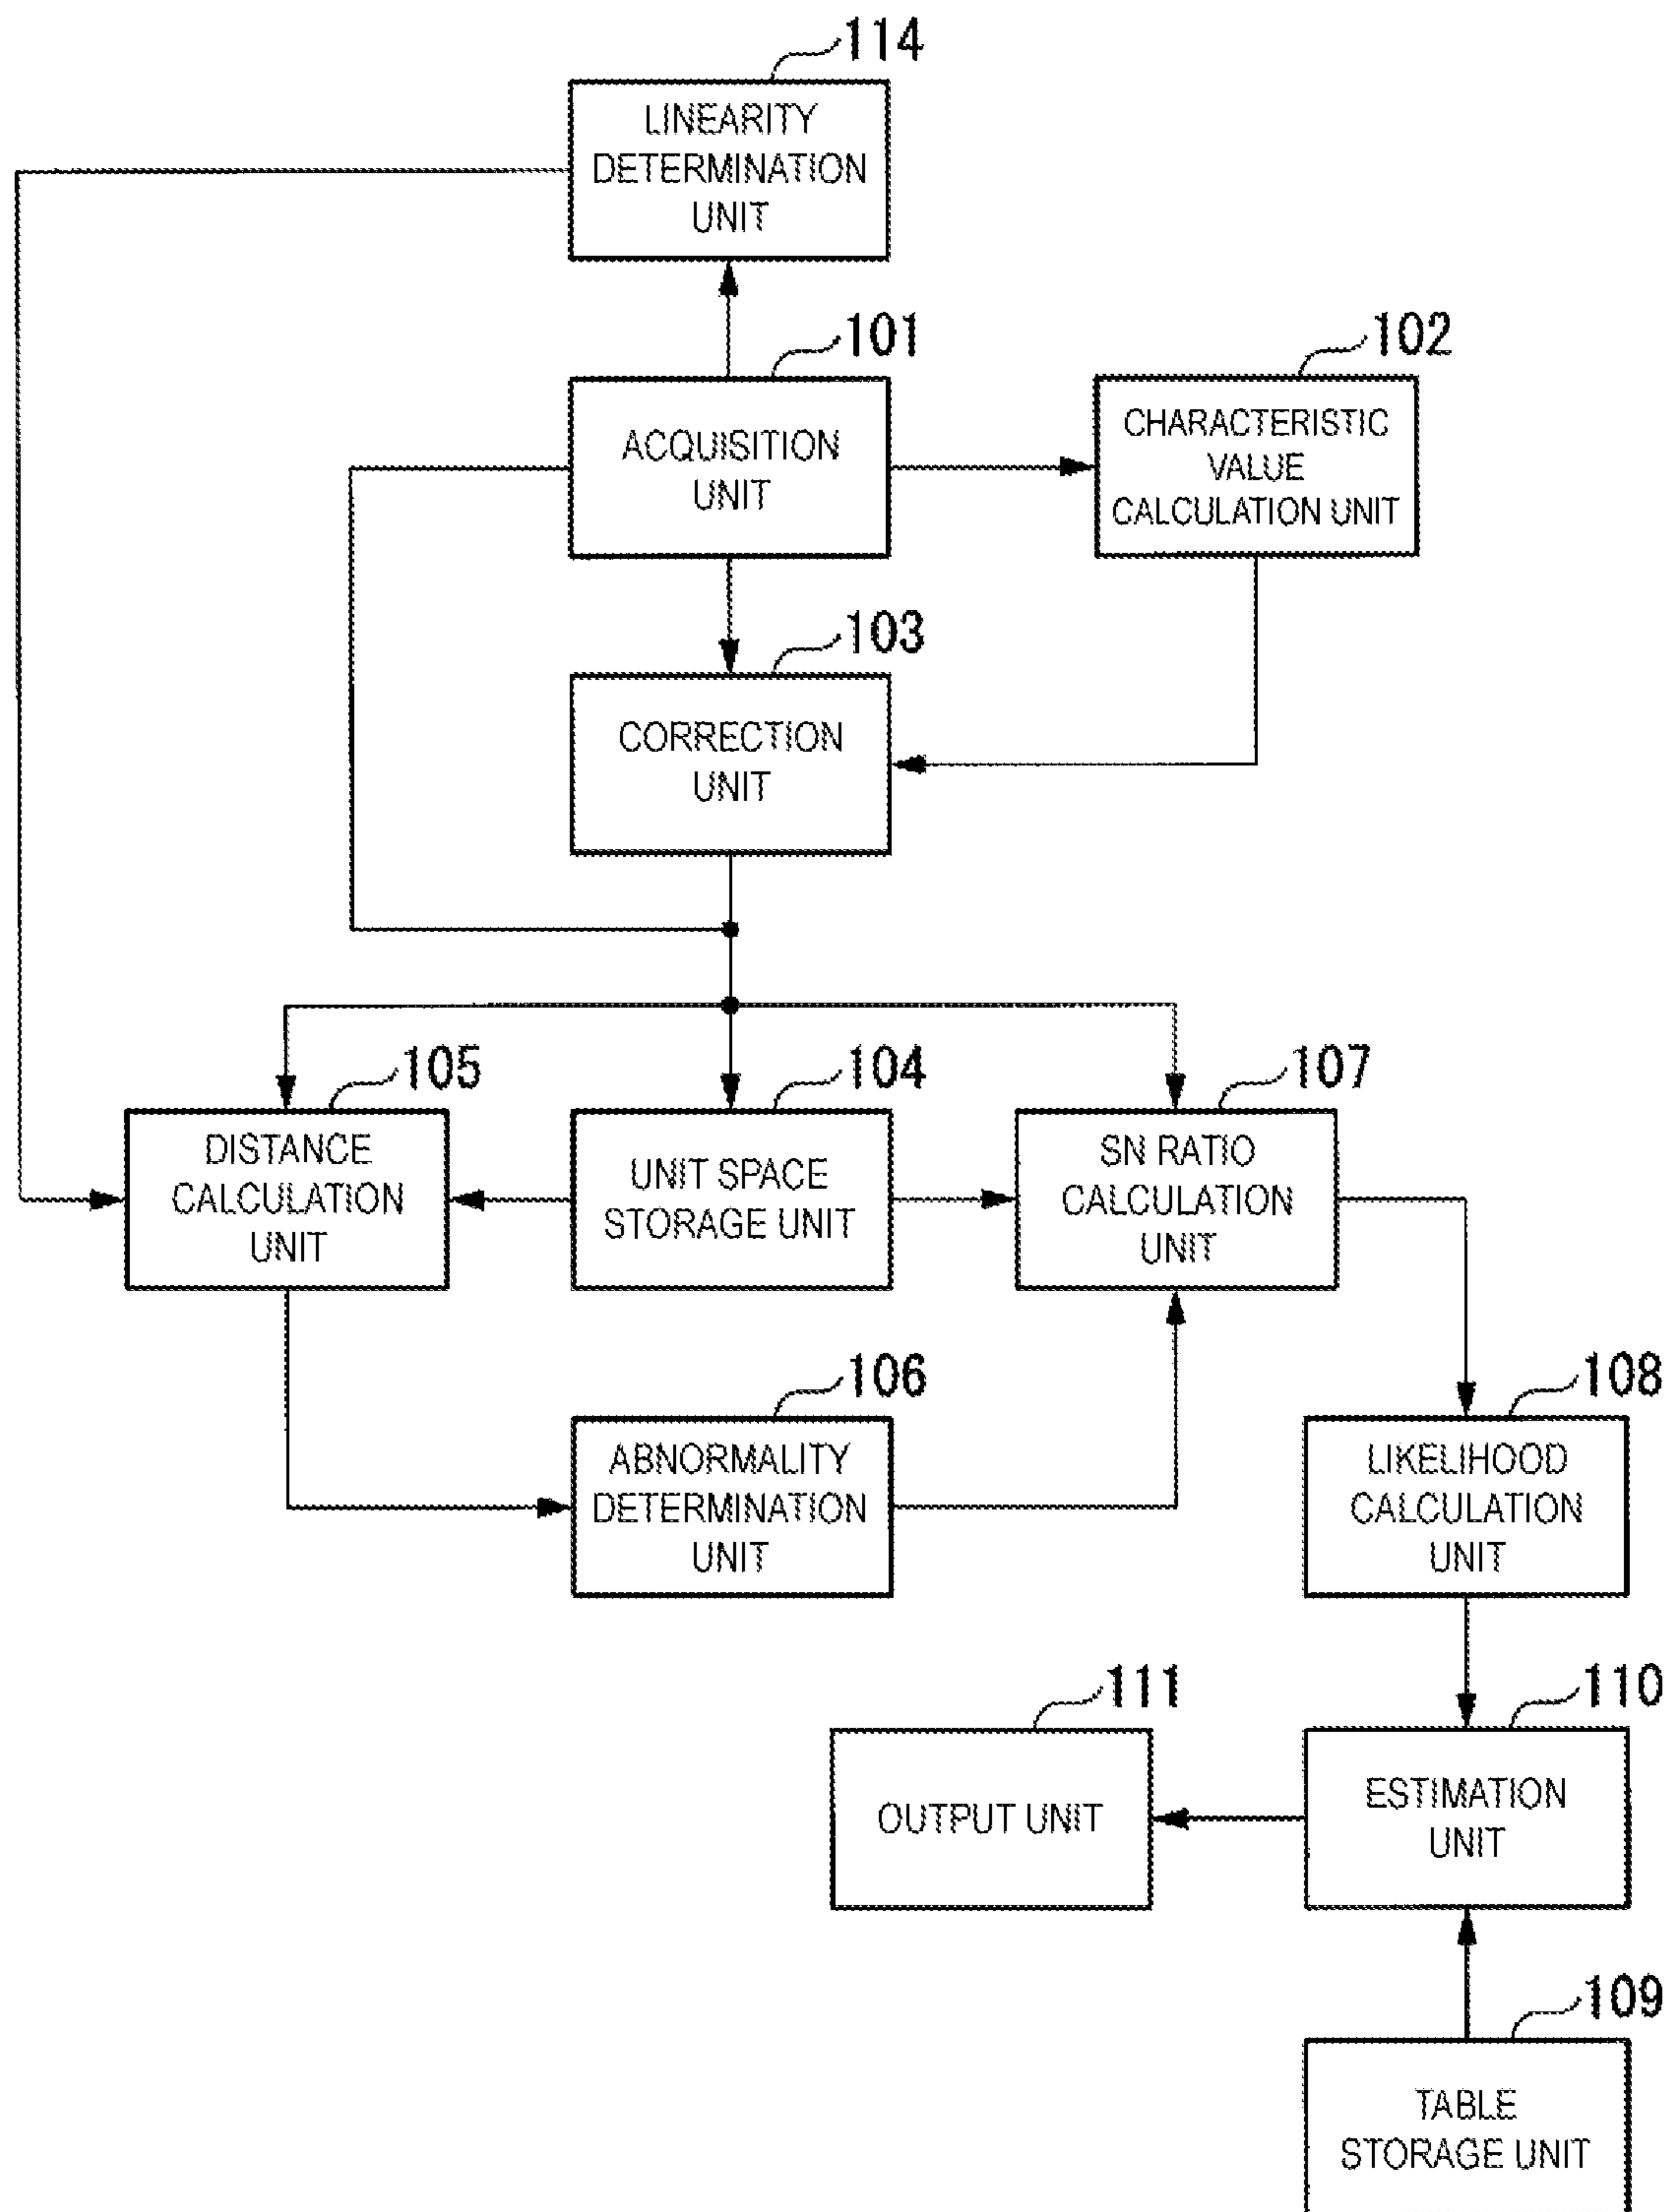 114
LINEARITY
DETERMINATION
UNIT
101
ACQUISITION
UNIT
102
CHARACTERISTIC
VALUE
CALCULATION UNIT
103
CORRECTION
UNIT
105
DISTANCE
CALCULATION
UNIT
104
UNIT SPACE
STORAGE UNIT
107
SN RATIO
CALCULATION
UNIT
106
ABNORMALITY
DETERMINATION
UNIT
108
LIKELIHOOD
CALCULATION
UNIT
111
OUTPUT UNIT
110
ESTIMATION
UNIT
109
TABLE
STORAGE UNIT